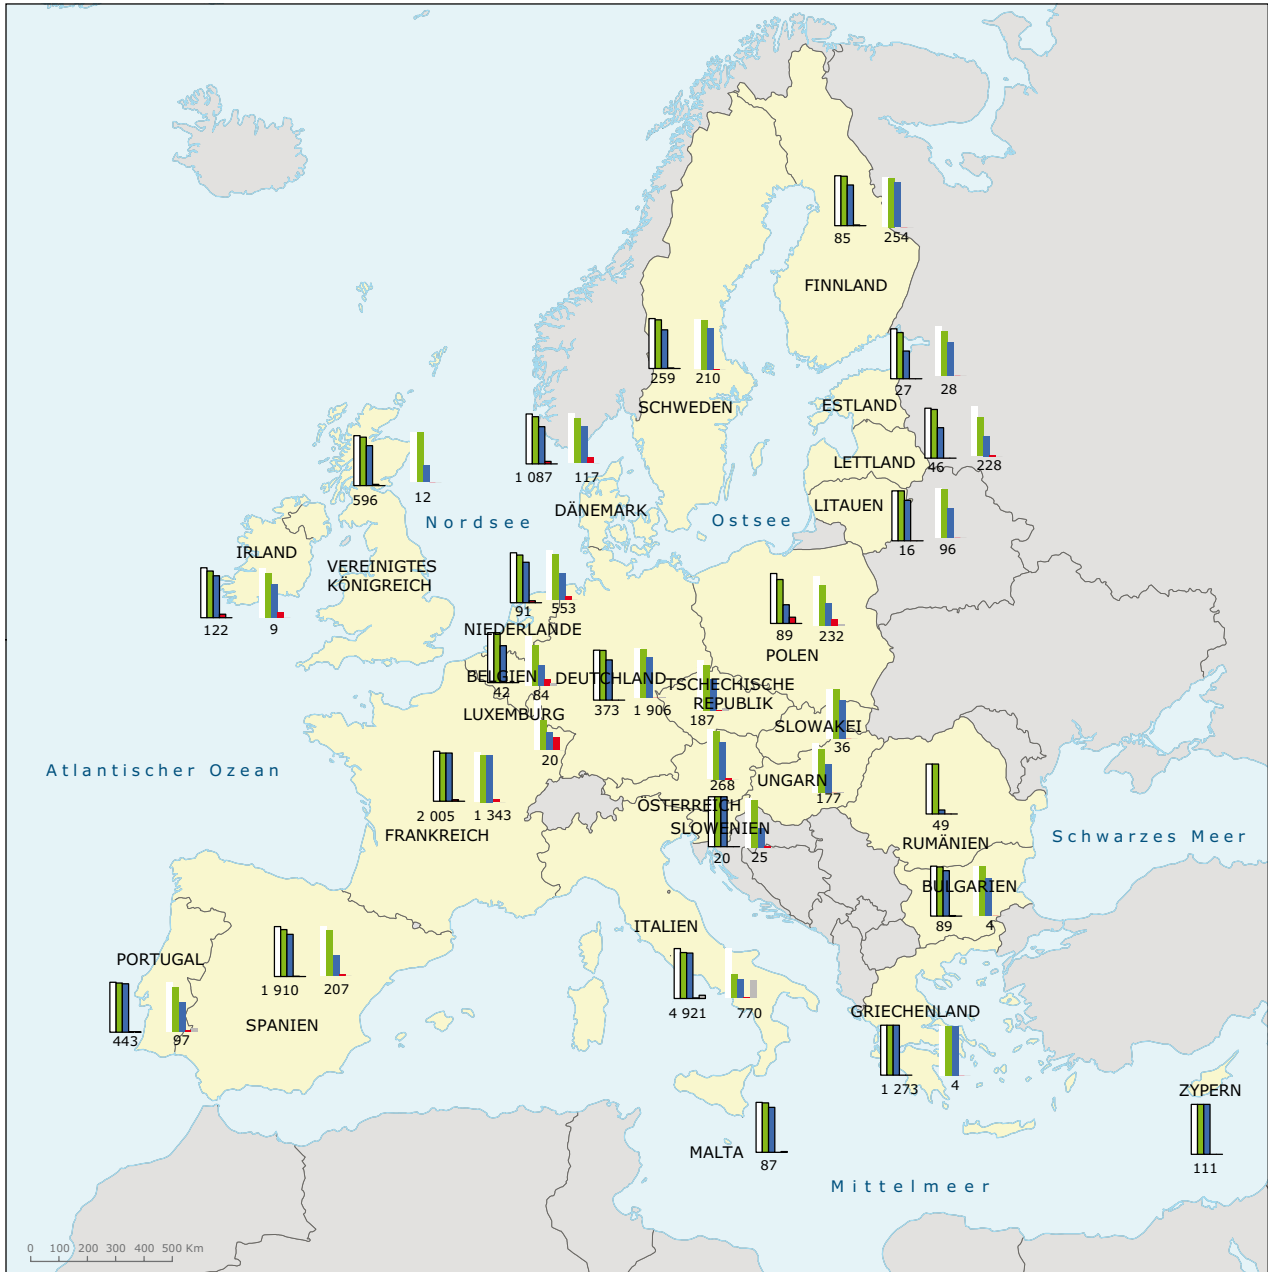 85
254
FINNLAND
259
210
SCHWEDEN
27
28
ESTLAND
46
228
LETTLAND
16
96
LITAUEN
1 087
117
DÄNEMARK
596
12
Nordsee
Ostsee
IRLAND
VEREINIGTES
KÖNIGREICH
122
9
91
553
NIEDERLANDE
89
232
POLEN
BELGIEN
42
84
DEUTCHLAND
373
1 906
TSCHECHISCHE
REPUBLIK
187
LUXEMBURG
20
SLOWAKEI
36
Atlantischer Ozean
268
ÖSTERREICH
UNGARN
177
2 005
1 343
FRANKREICH
SLOWENIEN
20
25
49
RUMÄNIEN
Schwarzes Meer
BULGARIEN
89
4
ITALIEN
4 921
770
PORTUGAL
443
97
1 910
207
SPANIEN
GRIECHENLAND
1 273
4
ZYPERN
111
MALTA
87
Mittelmeer
0 100 200 300 400 500 Km